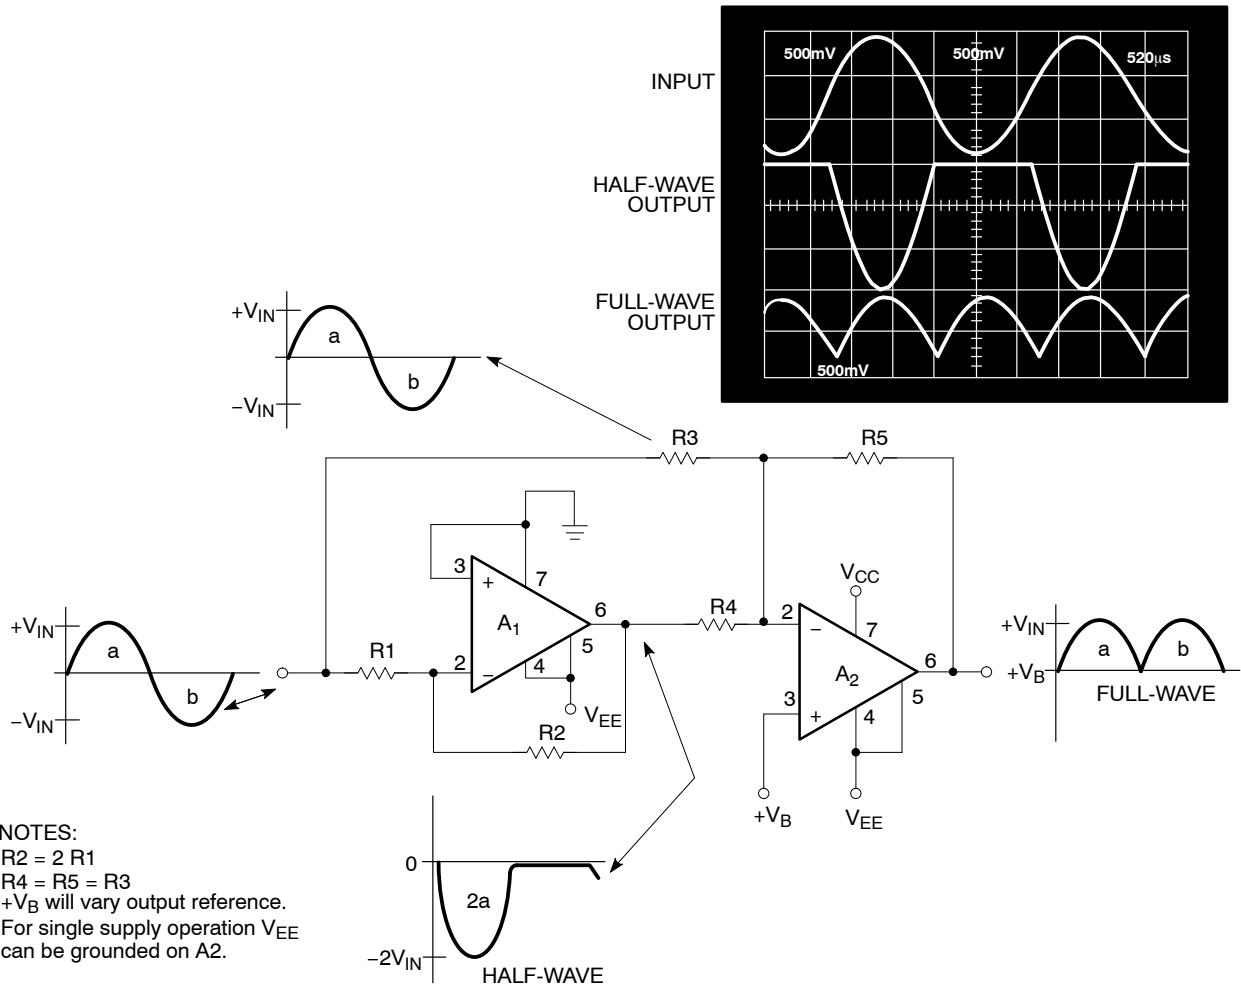 500mV 500mV 520μs
INPUT
HALF-WAVE
OUTPUT
FULL-WAVE
OUTPUT
500mV
+VIN
a
b
−VIN
R3
R5
3
+
7
A1
6
5
4
2
−
VEE
R1
R2
R4
VCC
2
−
7
A2
6
3
+
4
5
+VB
VEE
+VIN
a
b
−VIN
+VIN
a
b
+VB
FULL-WAVE
0
2a
−2VIN
HALF-WAVE
NOTES:
R2 = 2 R1
R4 = R5 = R3
+VB will vary output reference.
For single supply operation VEE
can be grounded on A2.